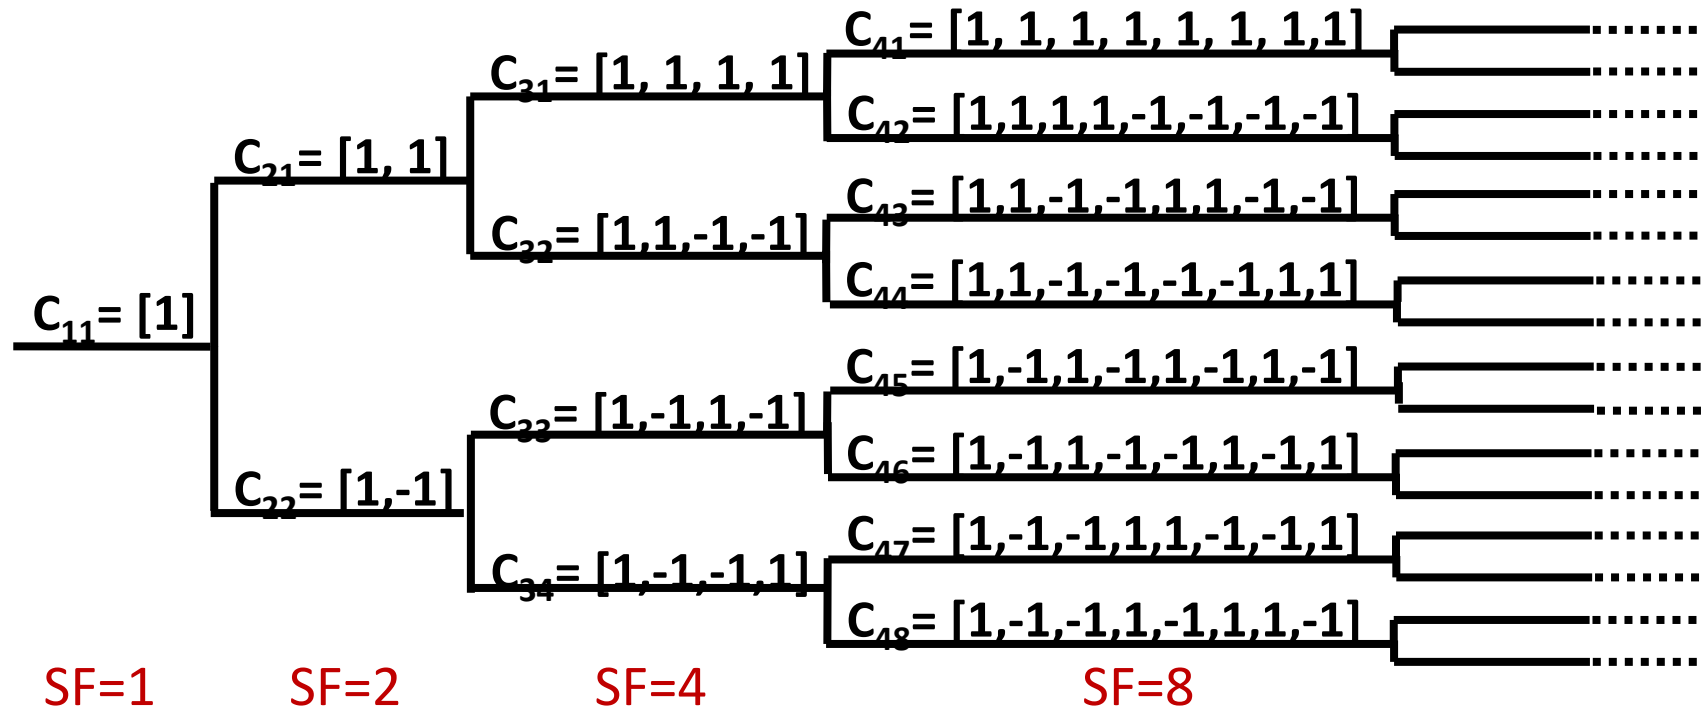 C₁₁= [1]
C₂₁= [1, 1]
C₂₂= [1,-1]
C₃₁= [1, 1, 1, 1]
C₃₂= [1,1,-1,-1]
C₃₃= [1,-1,1,-1]
C₃₄= [1,-1,-1,1]
C₄₁= [1, 1, 1, 1, 1, 1, 1,1]
C₄₂= [1,1,1,1,-1,-1,-1,-1]
C₄₃= [1,1,-1,-1,1,1,-1,-1]
C₄₄= [1,1,-1,-1,-1,-1,1,1]
C₄₅= [1,-1,1,-1,1,-1,1,-1]
C₄₆= [1,-1,1,-1,-1,1,-1,1]
C₄₇= [1,-1,-1,1,1,-1,-1,1]
C₄₈= [1,-1,-1,1,-1,1,1,-1]
SF=1
SF=2
SF=4
SF=8